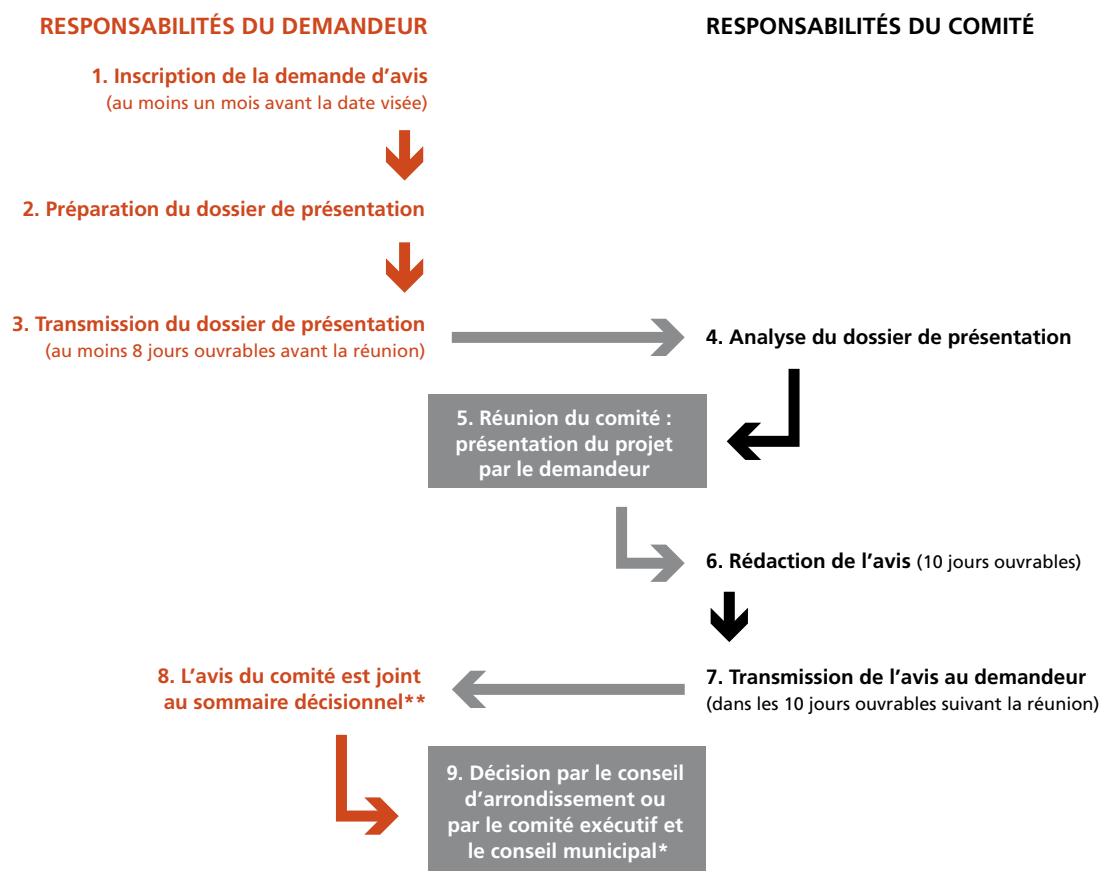 RESPONSABILITÉS DU DEMANDEUR
RESPONSABILITÉS DU COMITÉ
1. Inscription de la demande d’avis
(au moins un mois avant la date visée)
2. Préparation du dossier de présentation
3. Transmission du dossier de présentation
(au moins 8 jours ouvrables avant la réunion)
4. Analyse du dossier de présentation
5. Réunion du comité :
présentation du projet
par le demandeur
6. Rédaction de l’avis (10 jours ouvrables)
7. Transmission de l’avis au demandeur
(dans les 10 jours ouvrables suivant la réunion)
8. L’avis du comité est joint
au sommaire décisionnel**
9. Décision par le conseil
d’arrondissement ou
par le comité exécutif et
le conseil municipal*